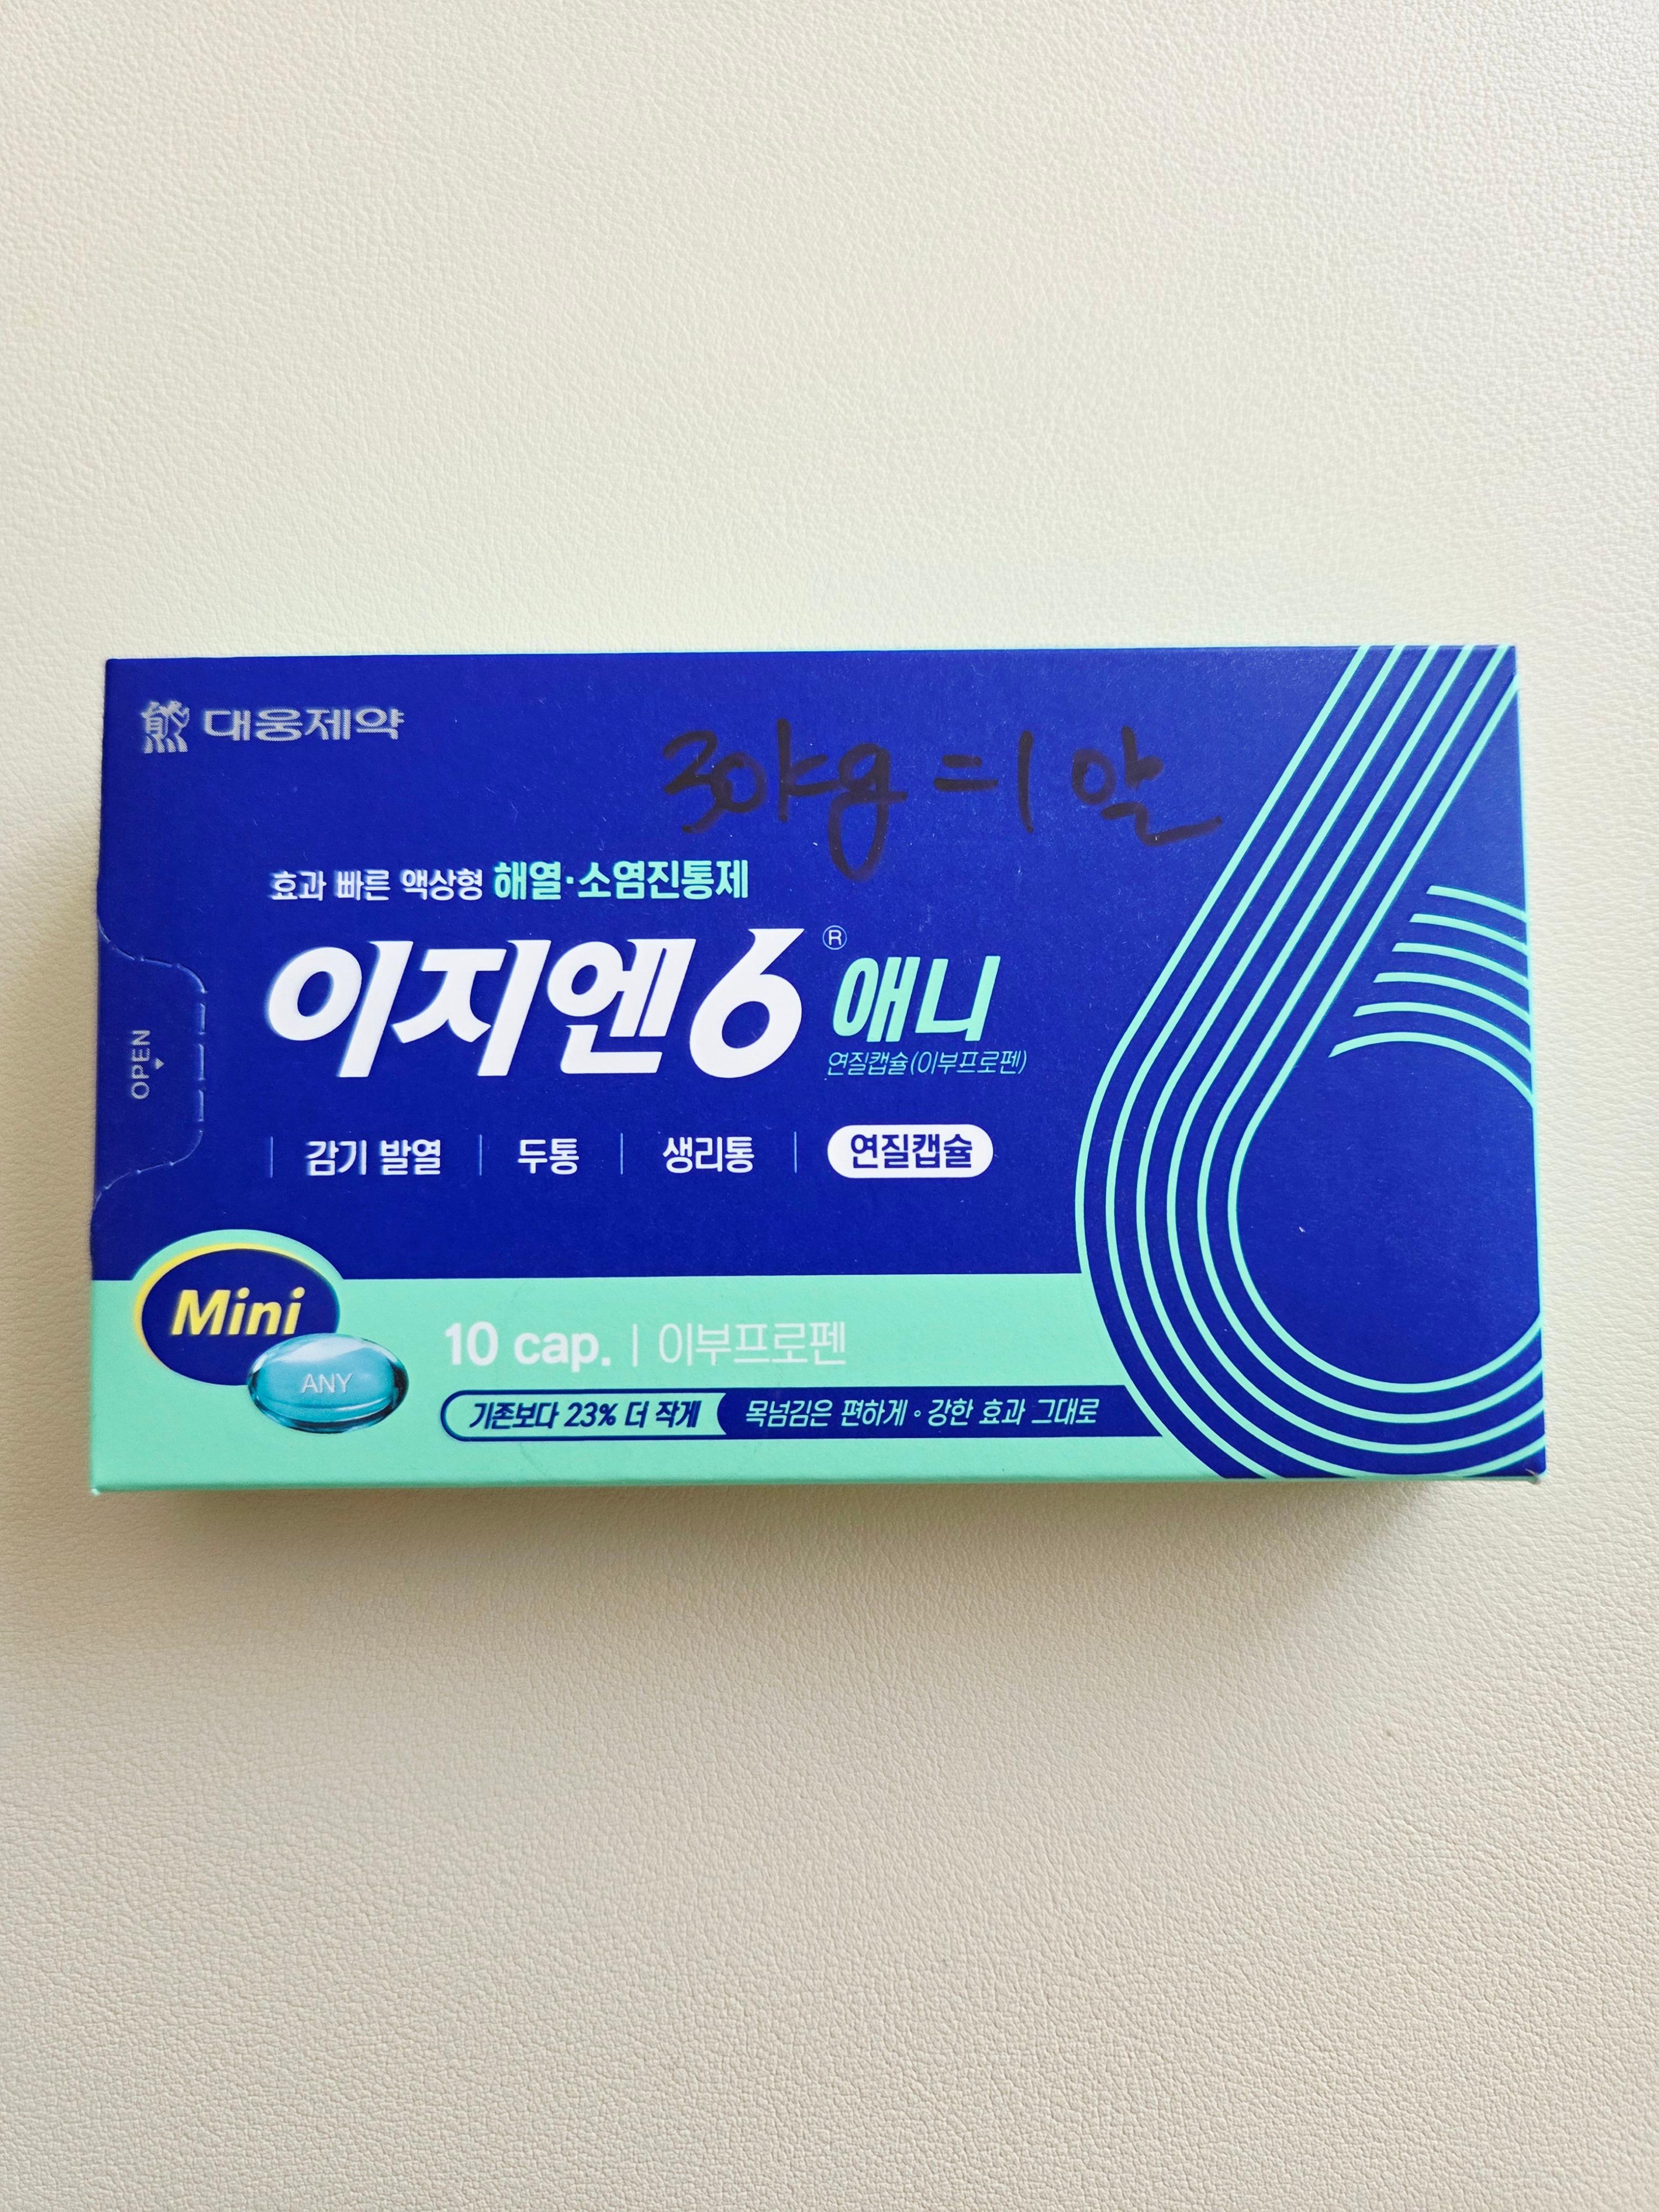 대웅제약
30kg = 1 알
효과 빠른 액상형 해열·소염진통제
이지엔6® 애니
연질캡슐(이부프로펜)
OPEN
감기 발열 | 두통 | 생리통 | 연질캡슐
Mini
ANY
10 cap. | 이부프로펜
기존보다 23% 더 작게 목넘김은 편하게 • 강한 효과 그대로